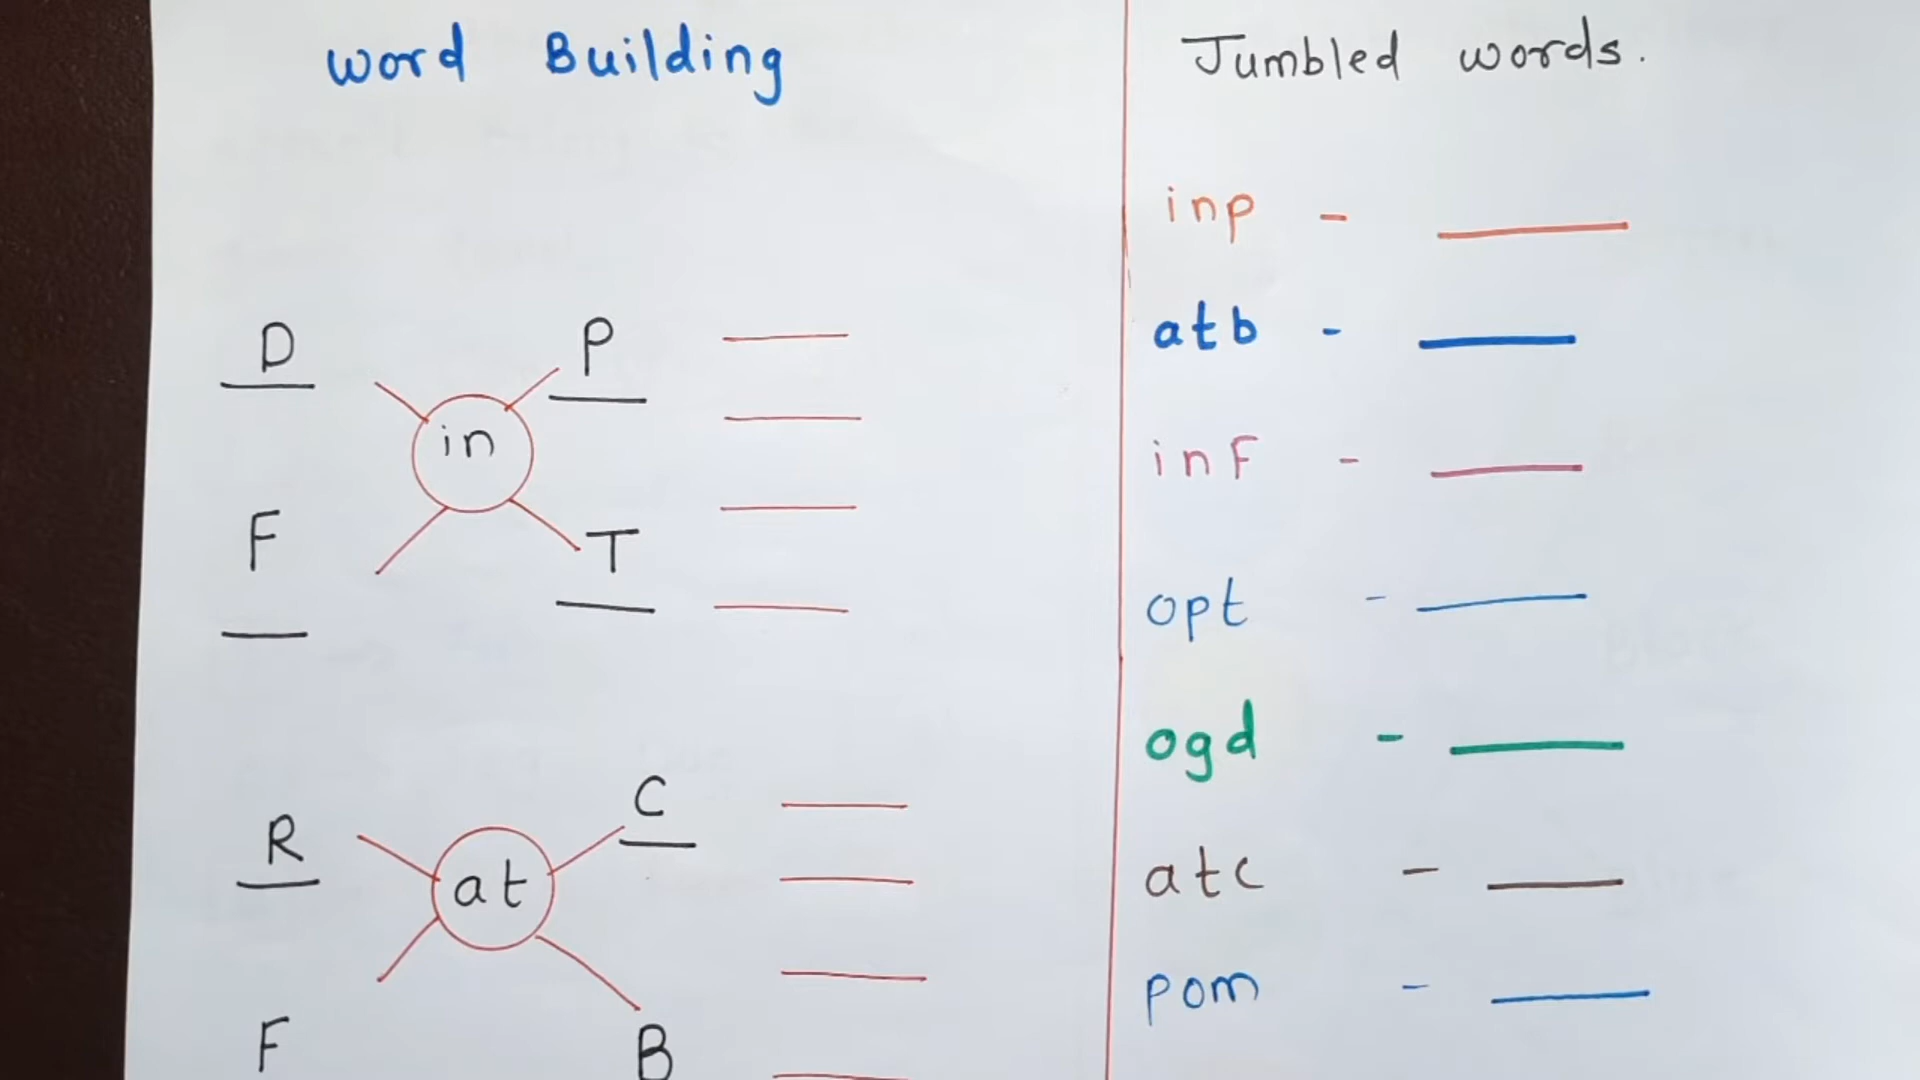 word Building
D
P
in
F
T
R
C
at
F
B
Jumbled words.
inp -
atb -
inF -
opt -
ogd -
atc -
pom -